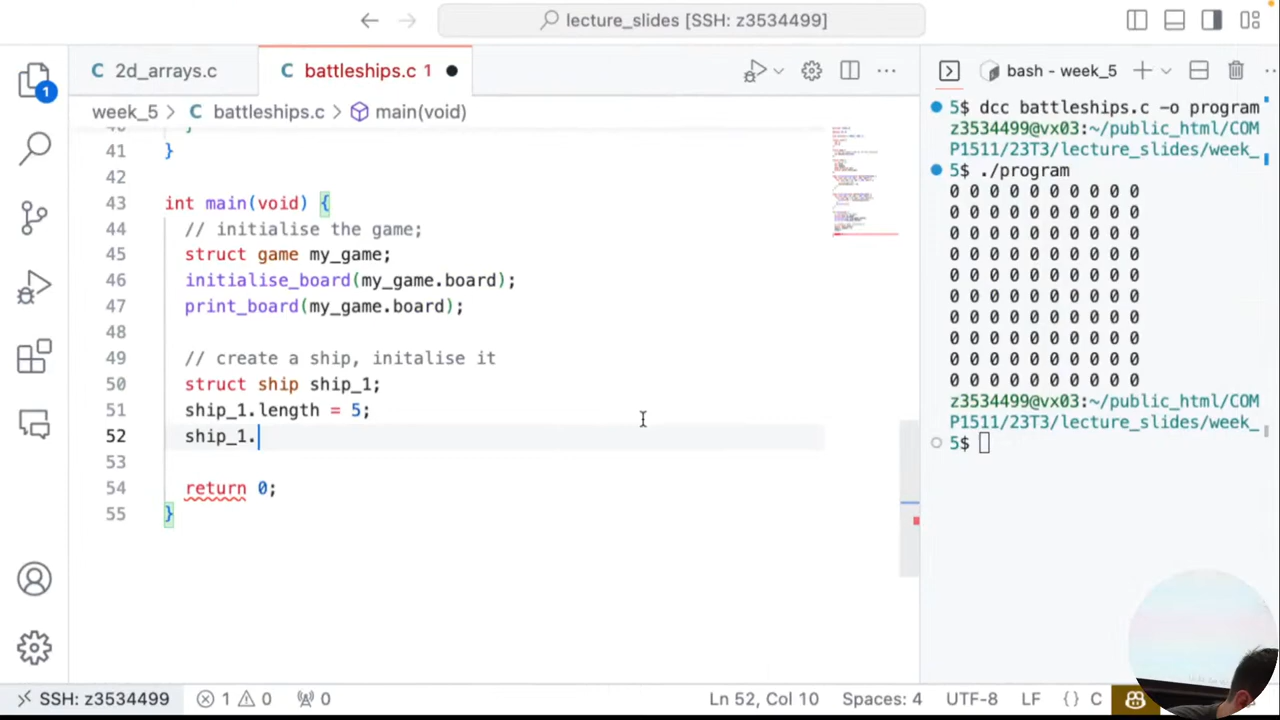 lecture_slides [SSH: z3534499]
C 2d_arrays.c
C battleships.c 1
bash - week_5
week_5 > C battleships.c > main(void)
41 }
42
43 int main(void) {
44 // initialise the game;
45 struct game my_game;
46 initialise_board(my_game.board);
47 print_board(my_game.board);
48
49 // create a ship, initalise it
50 struct ship ship_1;
51 ship_1.length = 5;
52 ship_1.
53
54 return 0;
55 }
5$ dcc battleships.c -o program
z3534499@vx03:~/public_html/COM
P1511/23T3/lecture_slides/week_
5$ ./program
0 0 0 0 0 0 0 0 0 0
0 0 0 0 0 0 0 0 0 0
0 0 0 0 0 0 0 0 0 0
0 0 0 0 0 0 0 0 0 0
0 0 0 0 0 0 0 0 0 0
0 0 0 0 0 0 0 0 0 0
0 0 0 0 0 0 0 0 0 0
0 0 0 0 0 0 0 0 0 0
0 0 0 0 0 0 0 0 0 0
0 0 0 0 0 0 0 0 0 0
z3534499@vx03:~/public_html/COM
P1511/23T3/lecture_slides/week_
5$
1
SSH: z3534499 1 0 0 Ln 52, Col 10 Spaces: 4 UTF-8 LF {} C